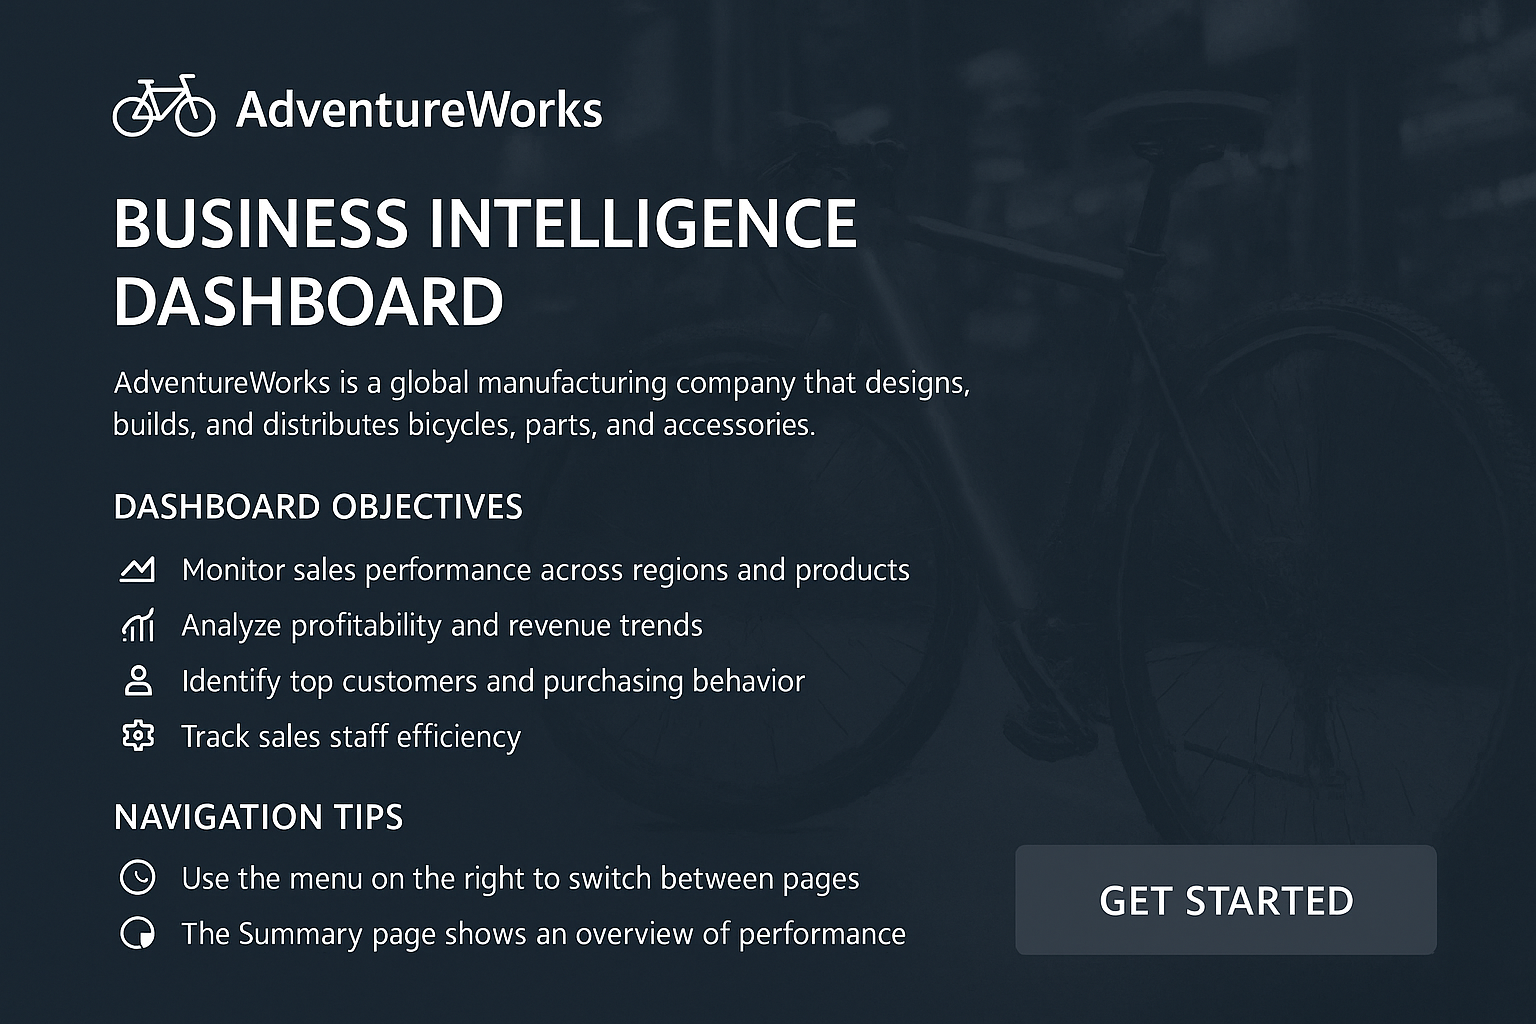 AdventureWorks
BUSINESS INTELLIGENCE
DASHBOARD
AdventureWorks is a global manufacturing company that designs,
builds, and distributes bicycles, parts, and accessories.
DASHBOARD OBJECTIVES
Monitor sales performance across regions and products
Analyze profitability and revenue trends
Identify top customers and purchasing behavior
Track sales staff efficiency
NAVIGATION TIPS
Use the menu on the right to switch between pages
The Summary page shows an overview of performance
GET STARTED